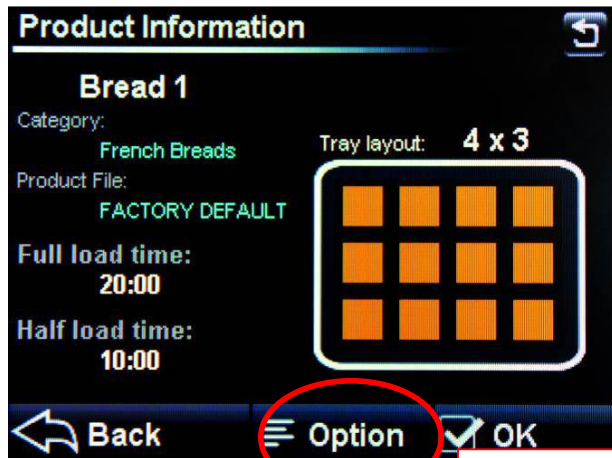 Product Information
Bread 1
Category:
French Breads
Product File:
FACTORY DEFAULT
Full load time:
20:00
Half load time:
10:00
Tray layout: 4 x 3
Back
Option
OK